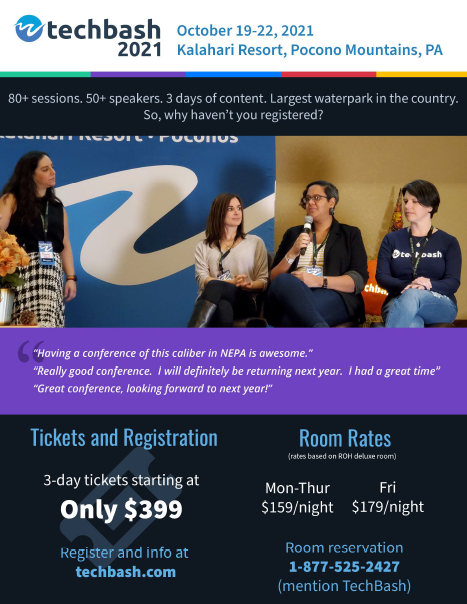 techbash
2021
October 19-22, 2021
Kalahari Resort, Pocono Mountains, PA
80+ sessions. 50+ speakers. 3 days of content. Largest waterpark in the country.
So, why haven't you registered?
Kalahari Resort • Poconos
techbash
“Having a conference of this caliber in NEPA is awesome.“
“Really good conference.  I will definitely be returning next year.  I had a great time“
“Great conference, looking forward to next year!“
Tickets and Registration
3-day tickets starting at
Only $399
Register and info at
techbash.com
Room Rates
(rates based on ROH deluxe room)
Mon-Thur
$159/night
Fri
$179/night
Room reservation
1-877-525-2427
(mention TechBash)